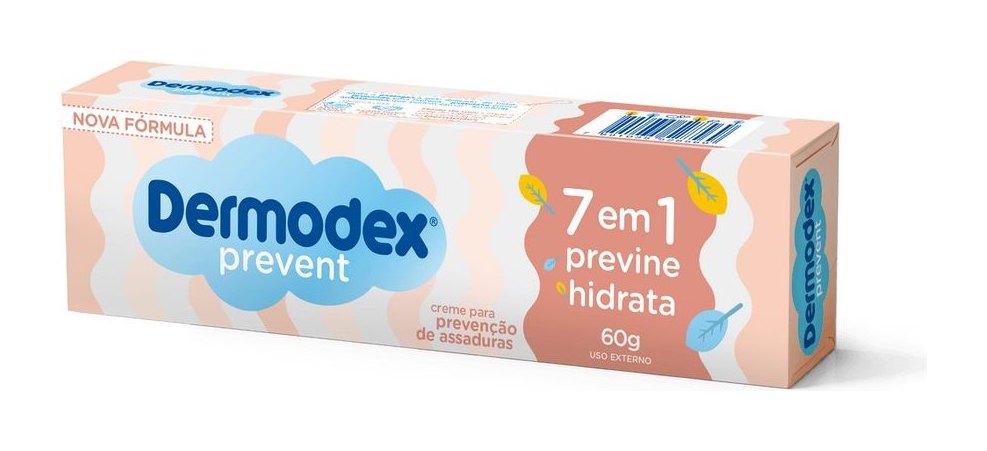 Dermodex
NOVA FÓRMULA
Dermodex®
prevent
creme para
prevenção
de assaduras
7 em 1
previne
hidrata
60g
USO EXTERNO
Dermodex
prevent